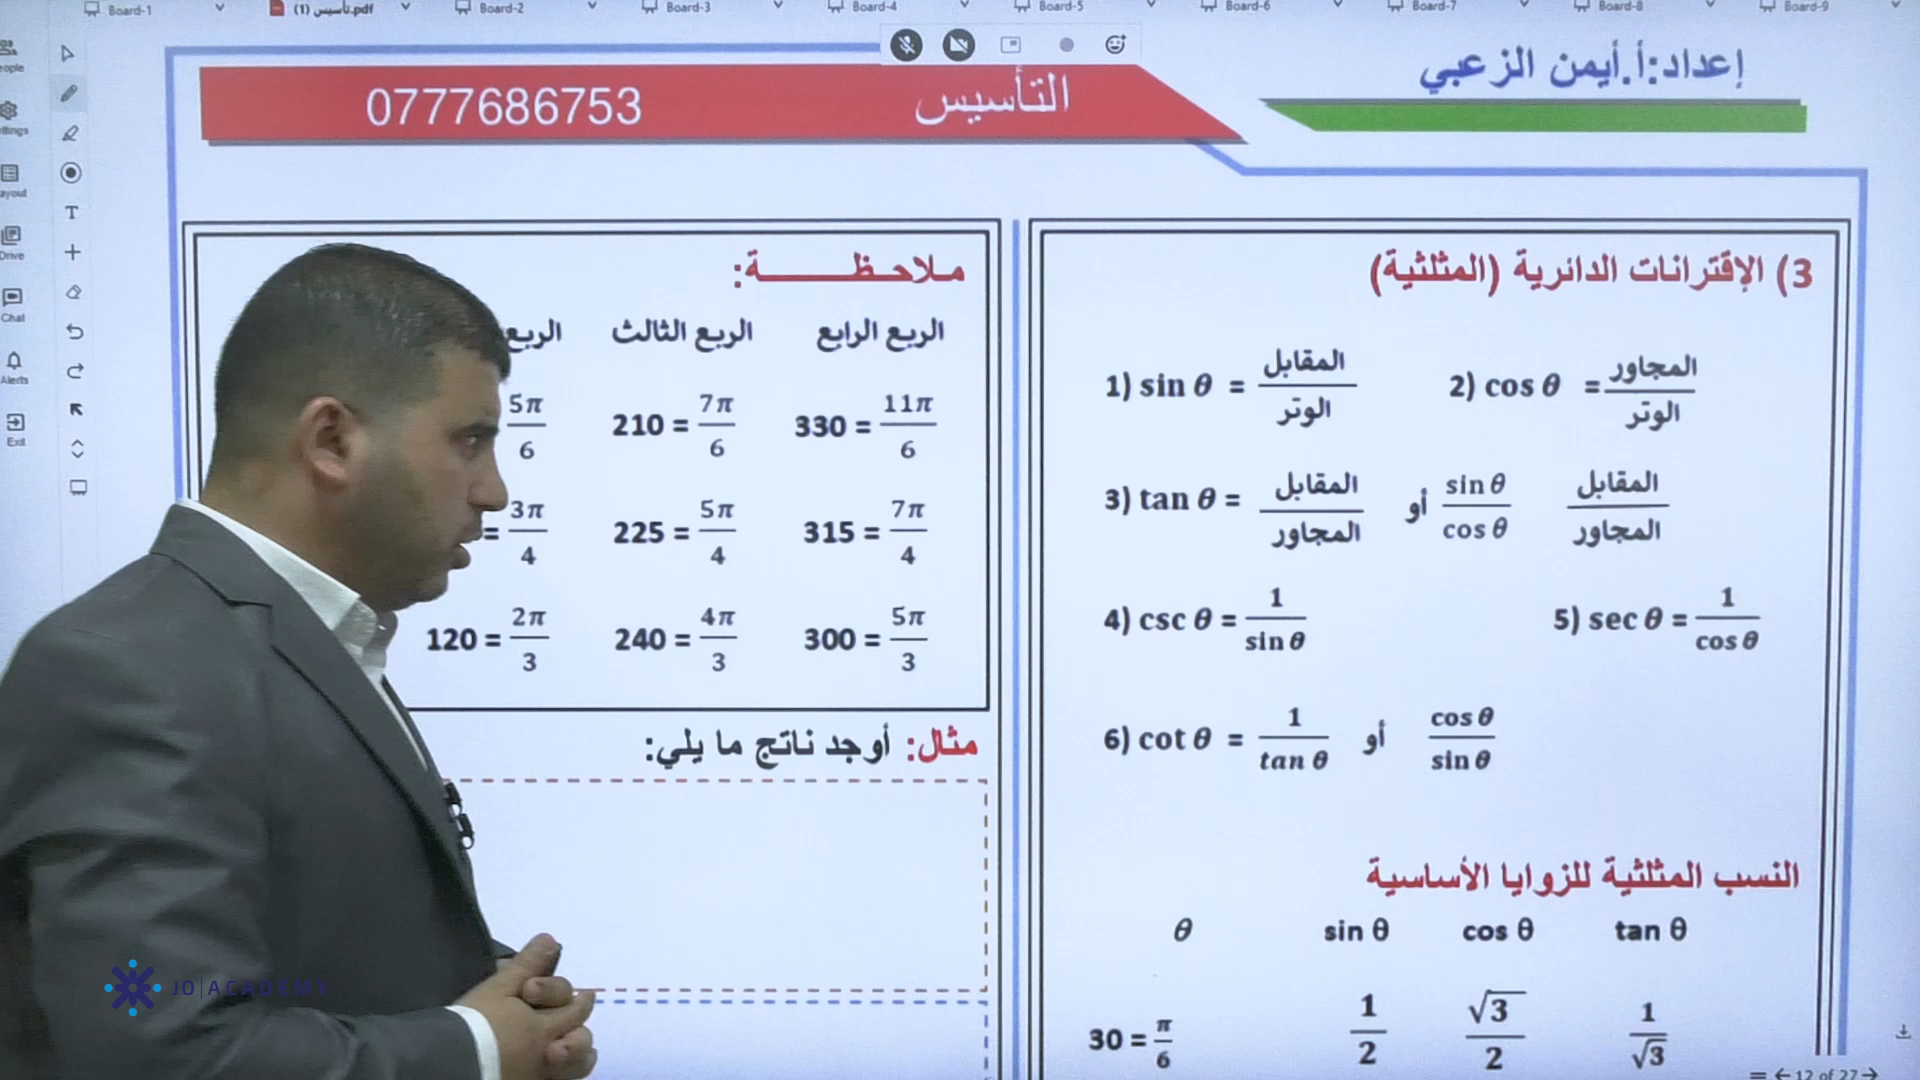 Board-1
تأسيس.pdf (1)
Board-2
Board-3
Board-4
Board-5
Board-6
Board-7
Board-8
Board-9
إعداد:أ.أيمن الزعبي
التأسيس
0777686753
3) الإقترانات الدائرية (المثلثية)
1) sin θ = المقابل / الوتر
2) cos θ = المجاور / الوتر
3) tan θ = المقابل / المجاور أو sin θ / cos θ المقابل / المجاور
4) csc θ = 1 / sin θ
5) sec θ = 1 / cos θ
6) cot θ = 1 / tan θ أو cos θ / sin θ
النسب المثلثية للزوايا الأساسية
θ sin θ cos θ tan θ
30 = π/6 1/2 √3/2 1/√3
ملاحظة:
الربع الرابع الربع الثالث الربع
5π/6 210 = 7π/6 330 = 11π/6
= 3π/4 225 = 5π/4 315 = 7π/4
120 = 2π/3 240 = 4π/3 300 = 5π/3
مثال: أوجد ناتج ما يلي:
Drive
Chat
Alerts
Exit
JO|ACADEMY
12 of 27